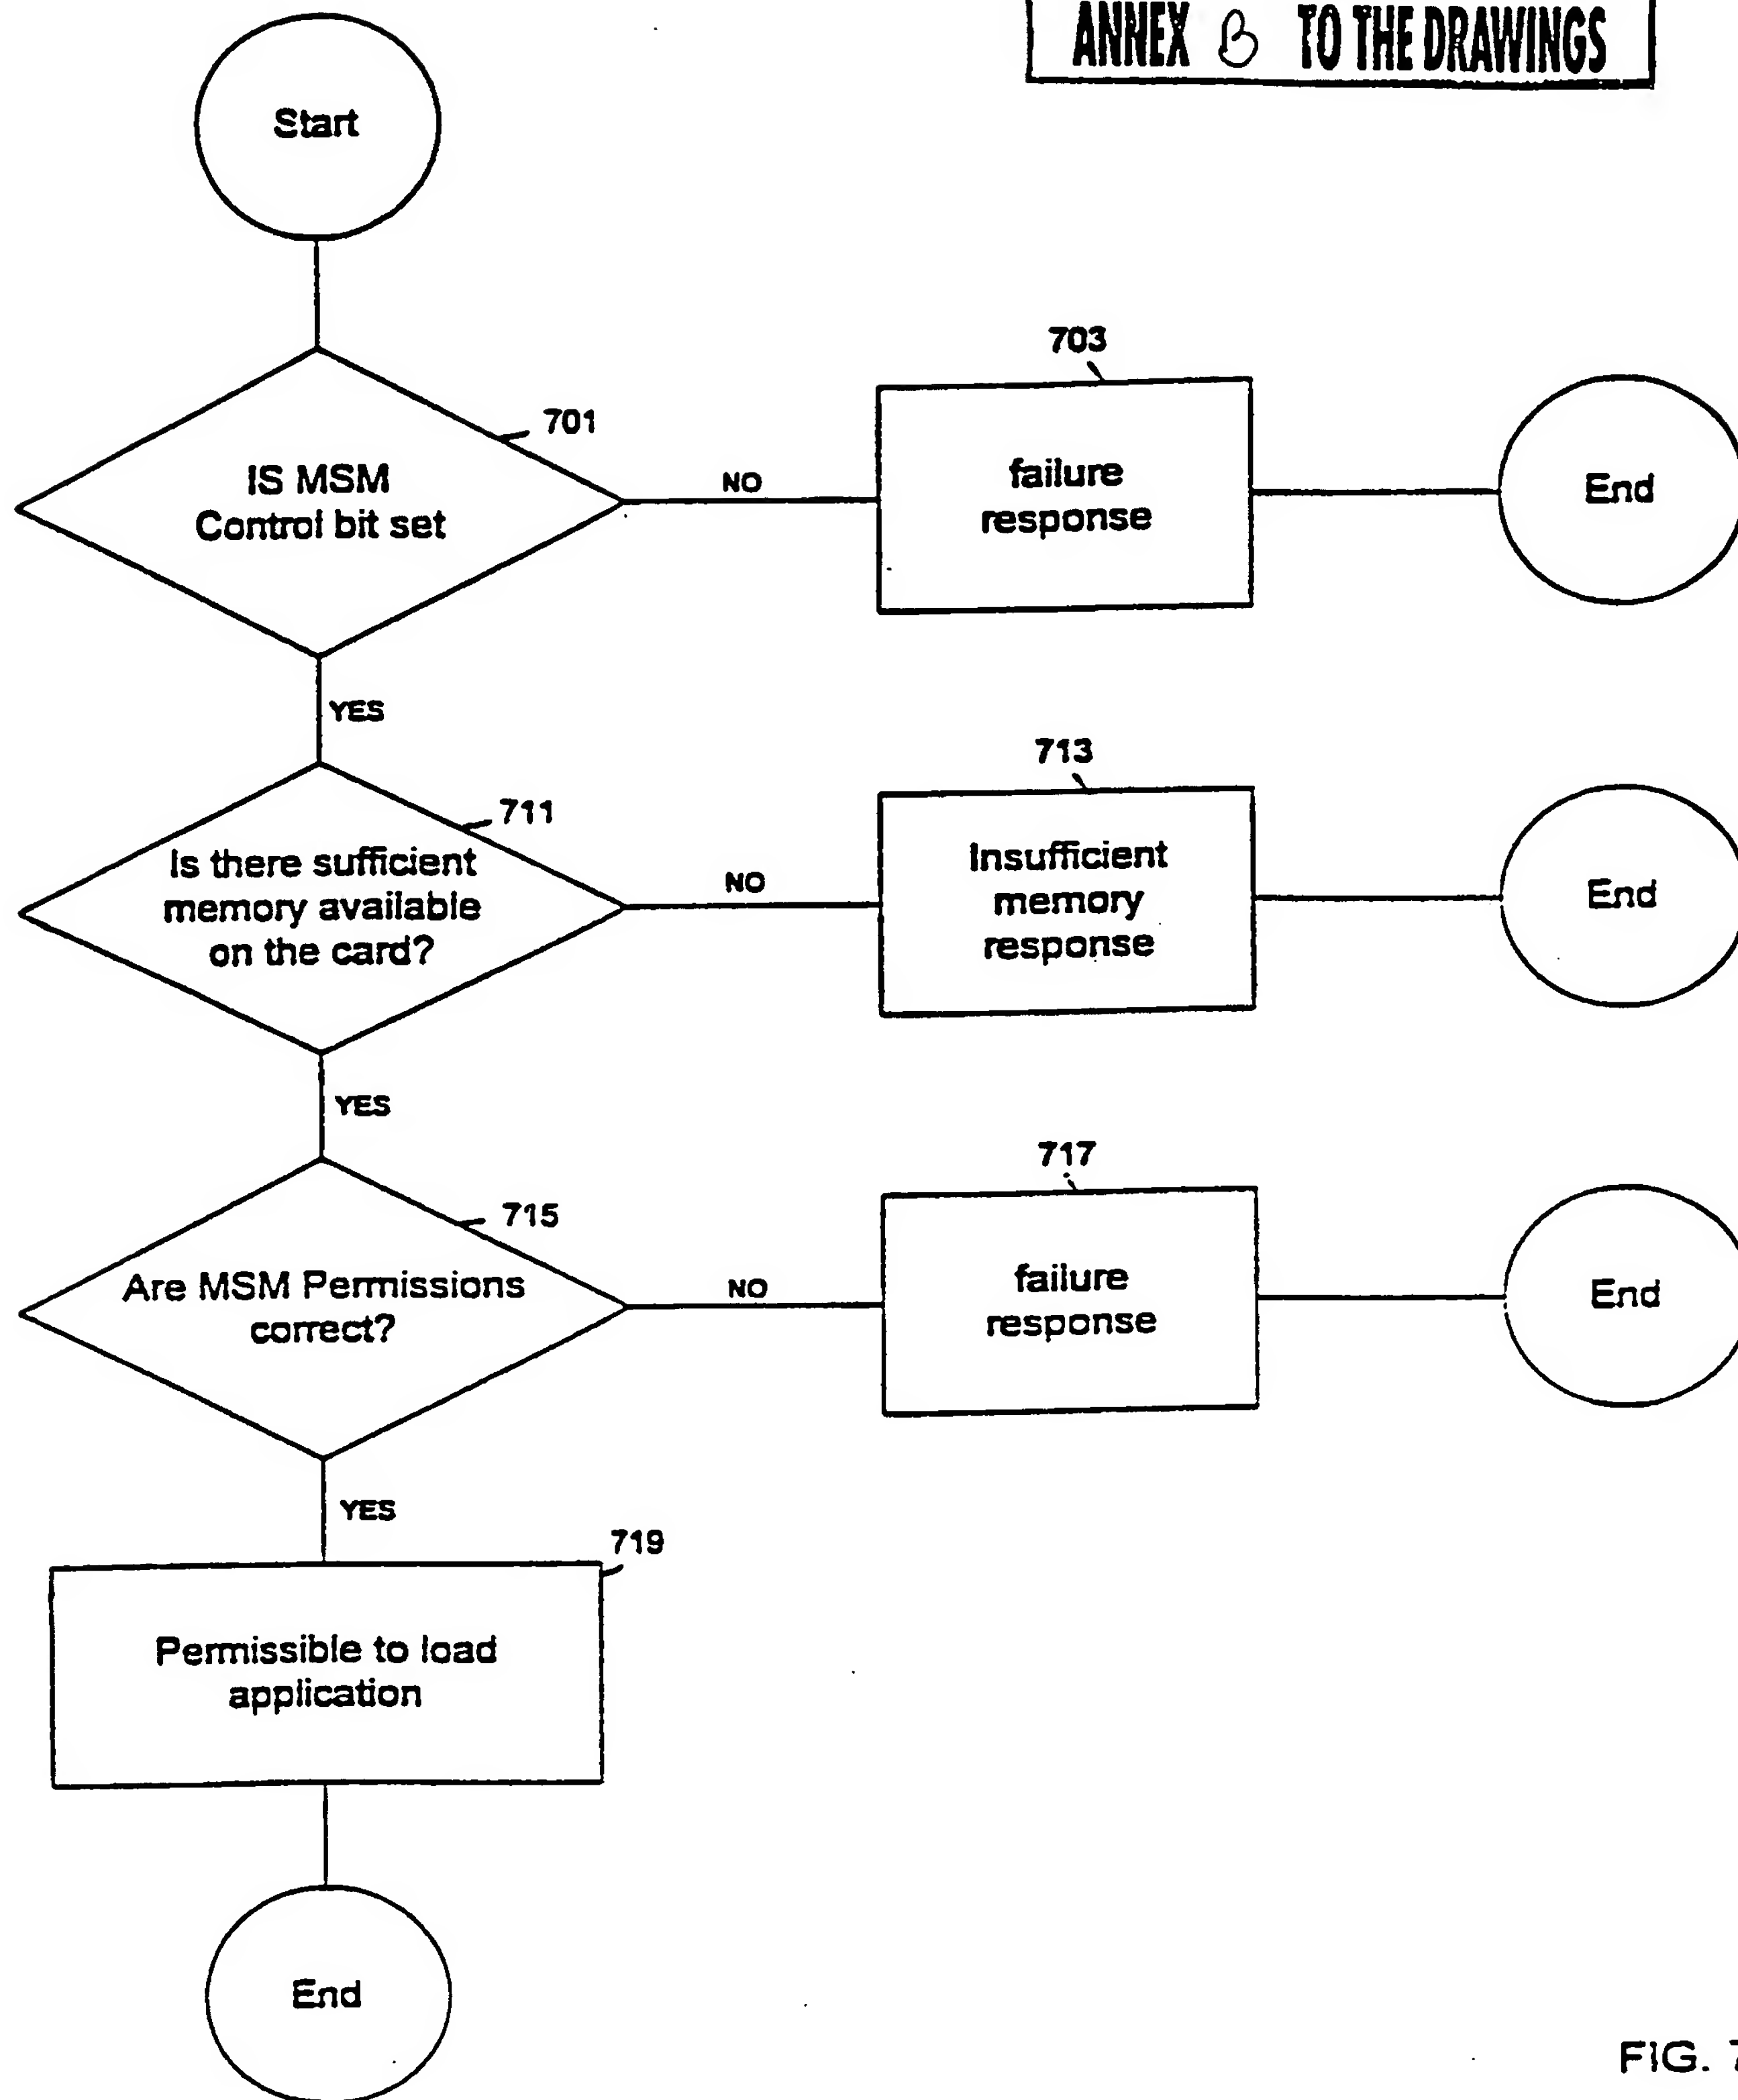 ANNEX B TO THE DRAWINGS
Start
703
701
IS MSM
Control bit set
NO
failure
response
End
YES
713
711
Is there sufficient
memory available
on the card?
NO
Insufficient
memory
response
End
YES
717
715
Are MSM Permissions
correct?
NO
failure
response
End
YES
719
Permissible to load
application
End
FIG. 7